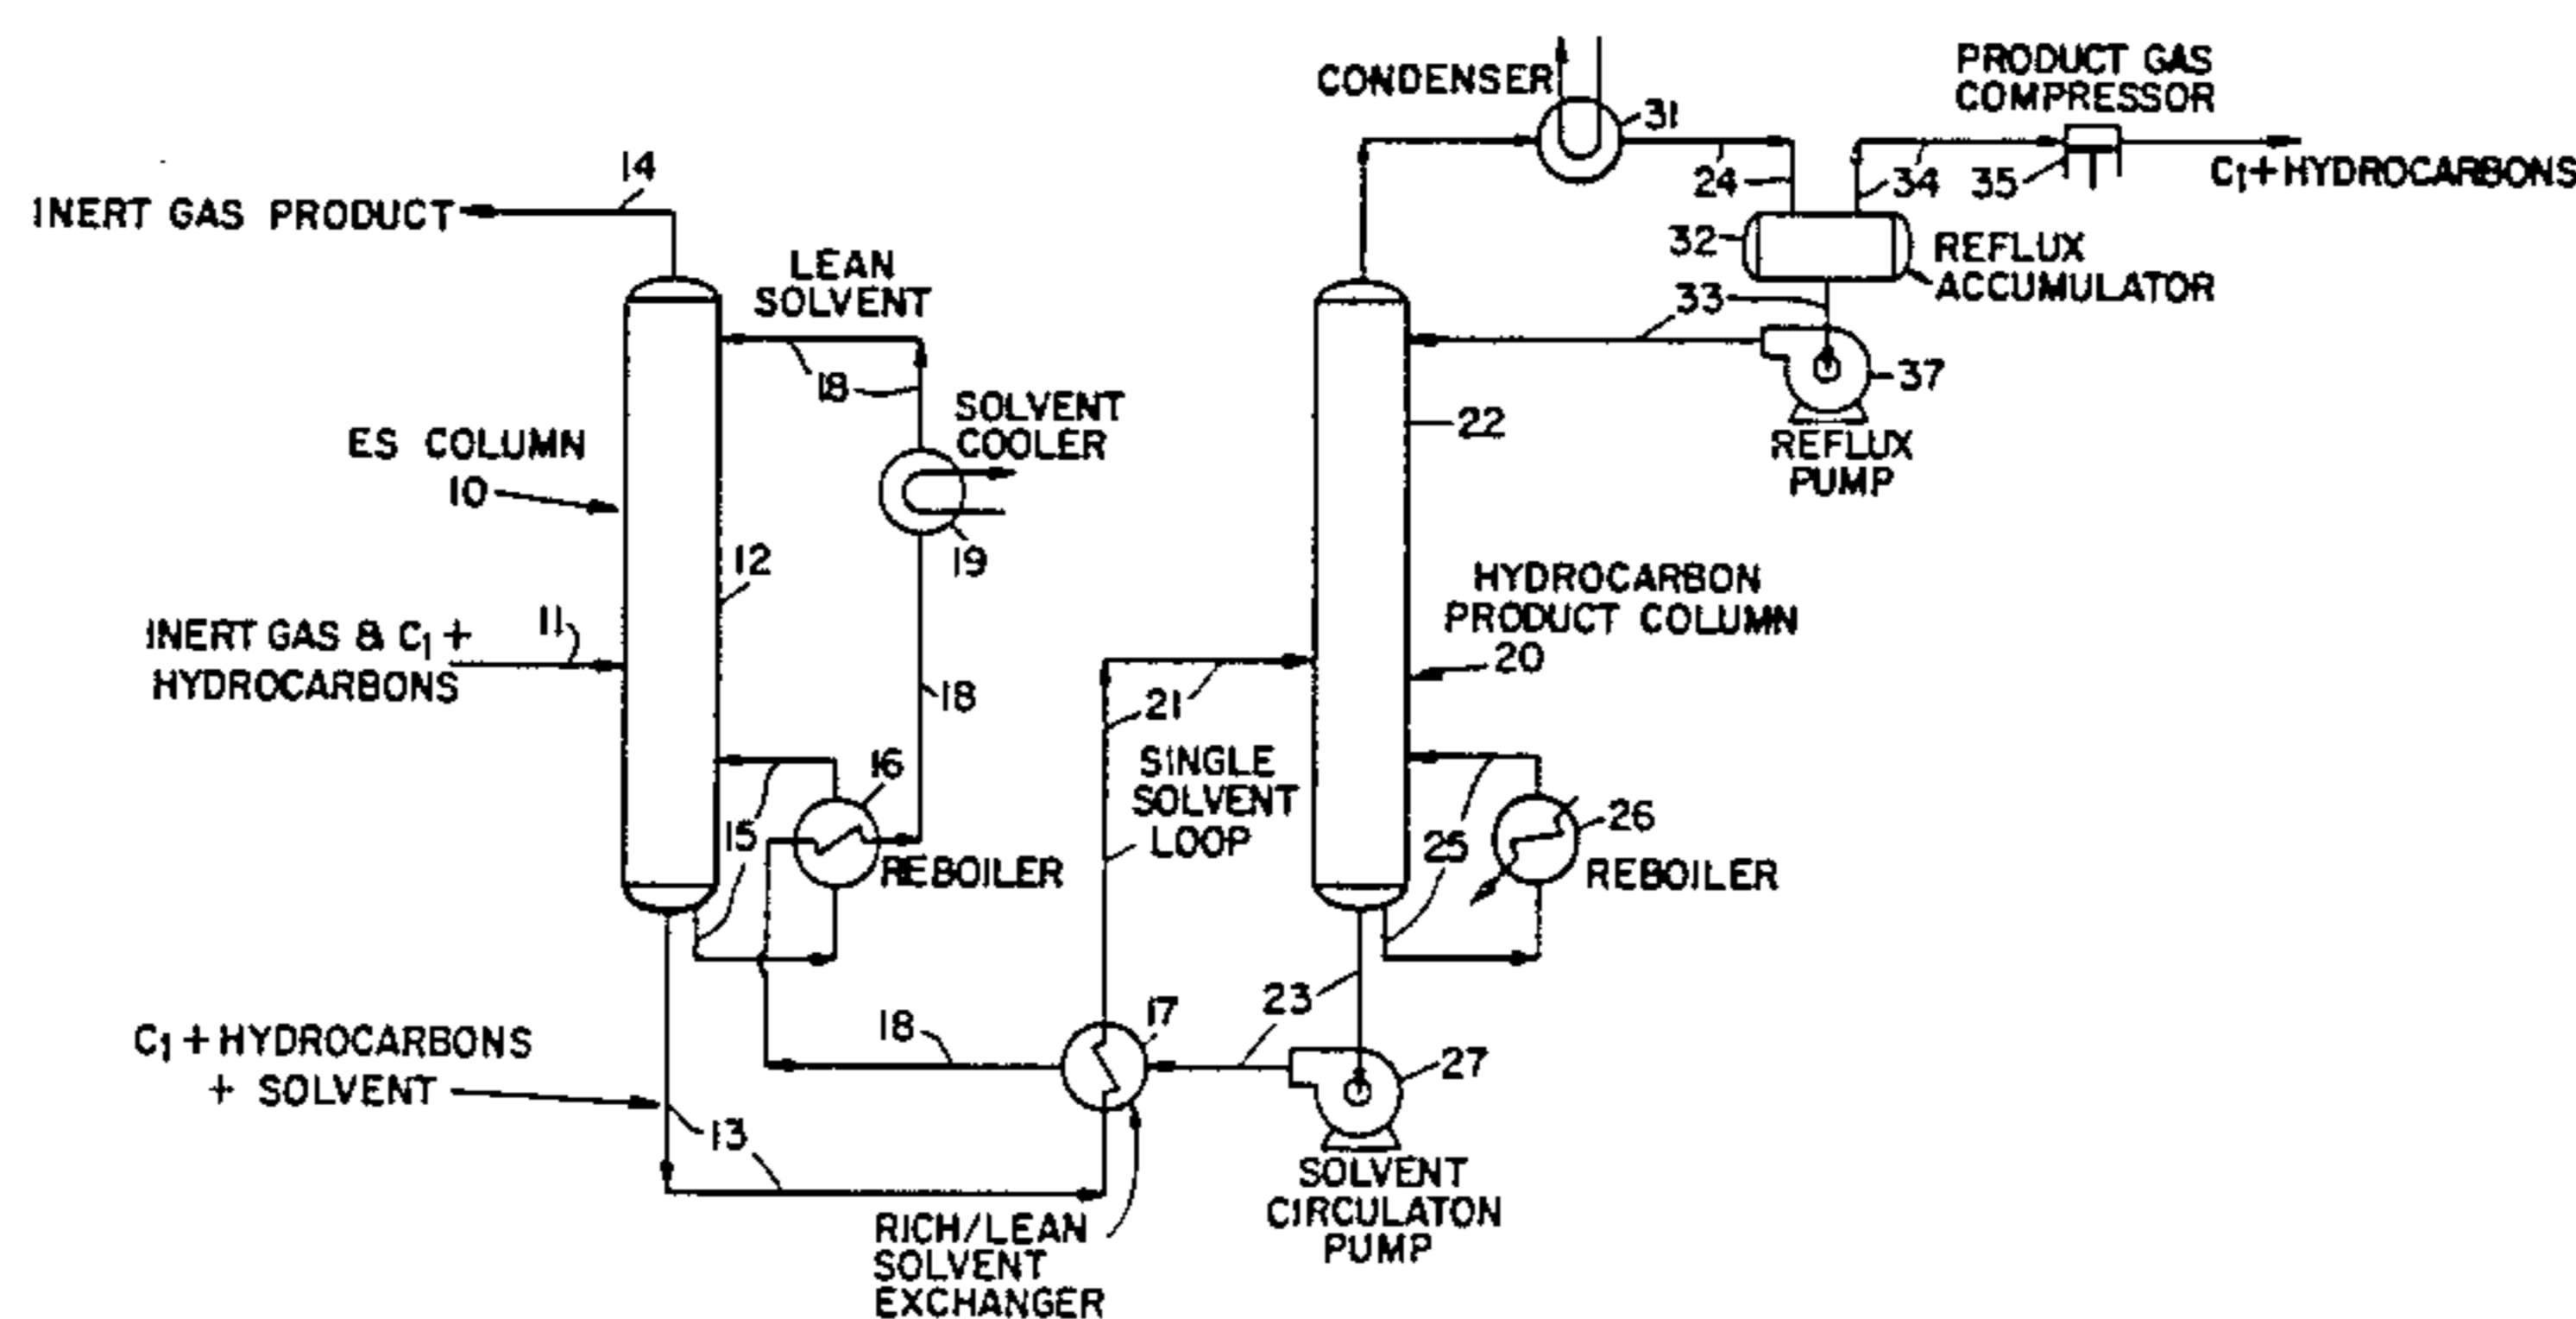 CONDENSER
31
PRODUCT GAS
COMPRESSOR
14
INERT GAS PRODUCT
24
34
35
C1+HYDROCARBONS
LEAN
SOLVENT
32
REFLUX
ACCUMULATOR
33
18
37
SOLVENT
COOLER
22
REFLUX
PUMP
ES COLUMN
10
19
12
HYDROCARBON
PRODUCT COLUMN
20
INERT GAS & C1+
HYDROCARBONS
11
18
21
16
SINGLE
SOLVENT
LOOP
15
REBOILER
25
26
REBOILER
23
17
18
27
C1+HYDROCARBONS
+ SOLVENT
13
SOLVENT
CIRCULATON
PUMP
RICH/LEAN
SOLVENT
EXCHANGER